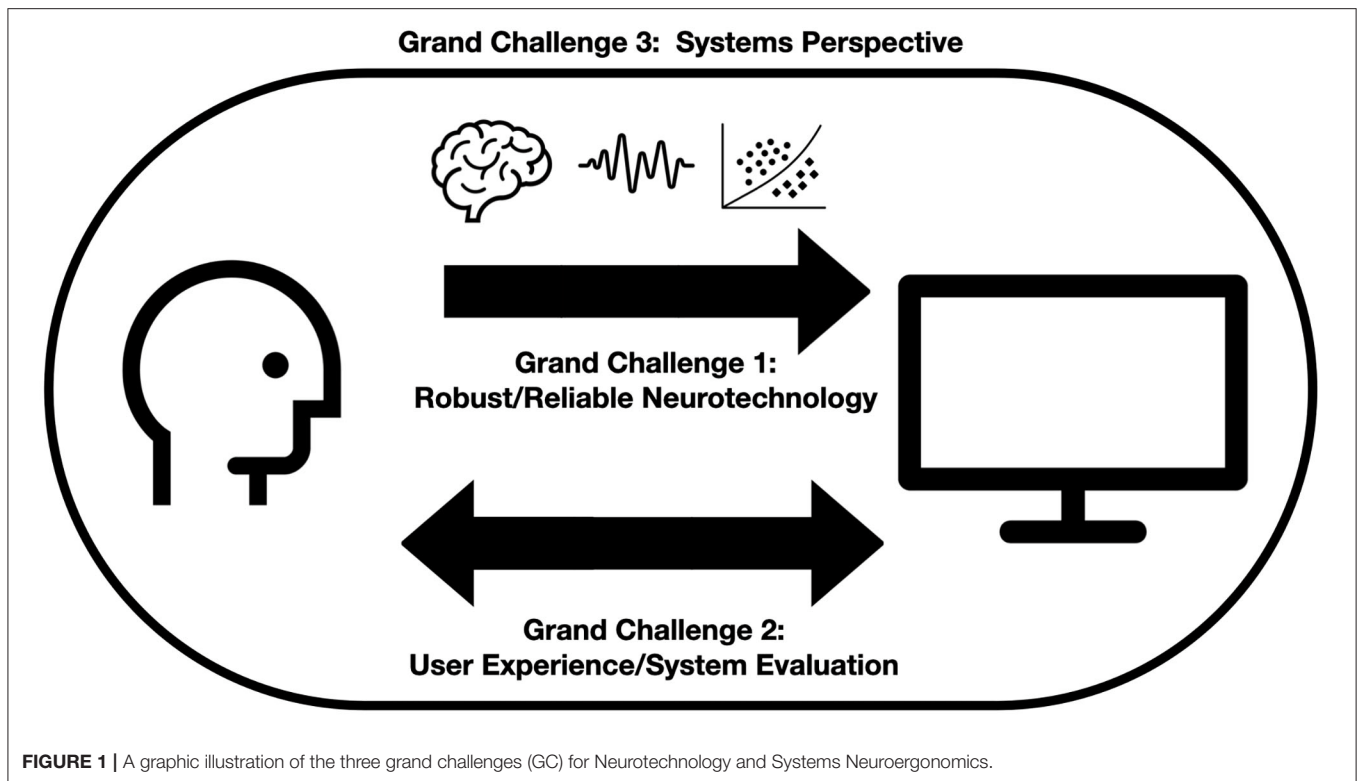 Grand Challenge 3:  Systems Perspective
Grand Challenge 1:
Robust/Reliable Neurotechnology
Grand Challenge 2:
User Experience/System Evaluation
FIGURE 1 | A graphic illustration of the three grand challenges (GC) for Neurotechnology and Systems Neuroergonomics.